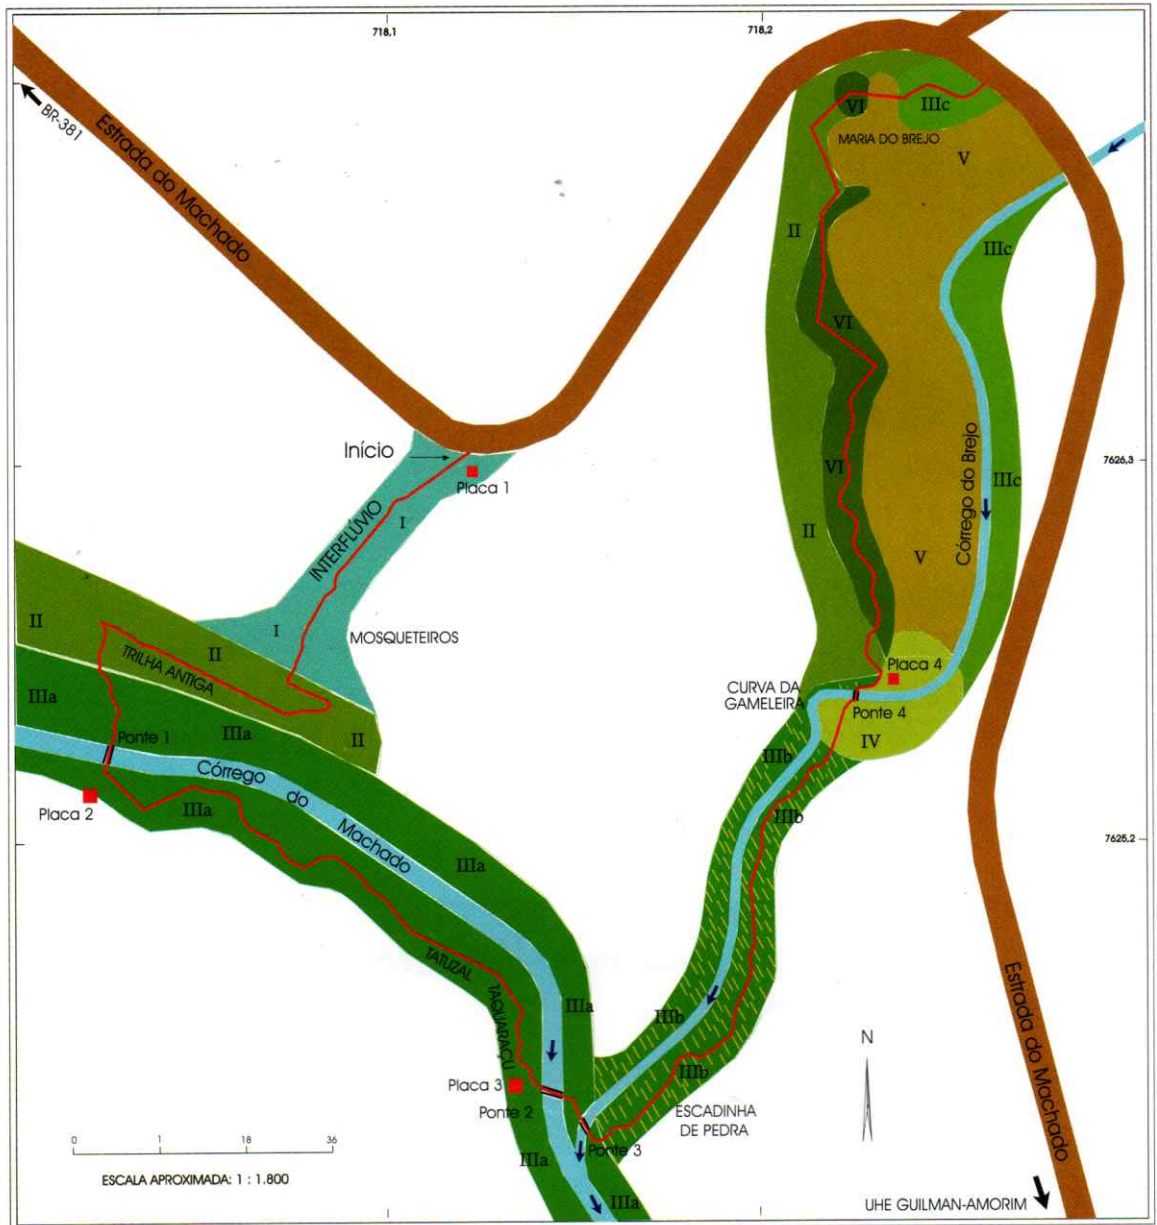 718,1
718,2
BR-381
Estrada do Machado
VI
IIIc
MARIA DO BREJO
V
II
IIIc
VI
Início
Placa 1
7626,3
INTERFLÚVIO
I
VI
IIIc
Córrego do Brejo
II
V
I
MOSQUETEIROS
II
II
TRILHA ANTIGA
Placa 4
CURVA DA
GAMELEIRA
Ponte 4
IIIa
IIIa
II
IV
Ponte 1
IIIb
Córrego do Machado
Placa 2
IIIa
IIIb
7625,2
IIIa
TATUZAL
TAQUARAÇU
IIIa
IIIb
Estrada do Machado
N
Placa 3
IIIb
Ponte 2
ESCADINHA
DE PEDRA
Ponte 3
IIIa
0 1 18 36
ESCALA APROXIMADA: 1 : 1.800
IIIa
UHE GUILMAN-AMORIM